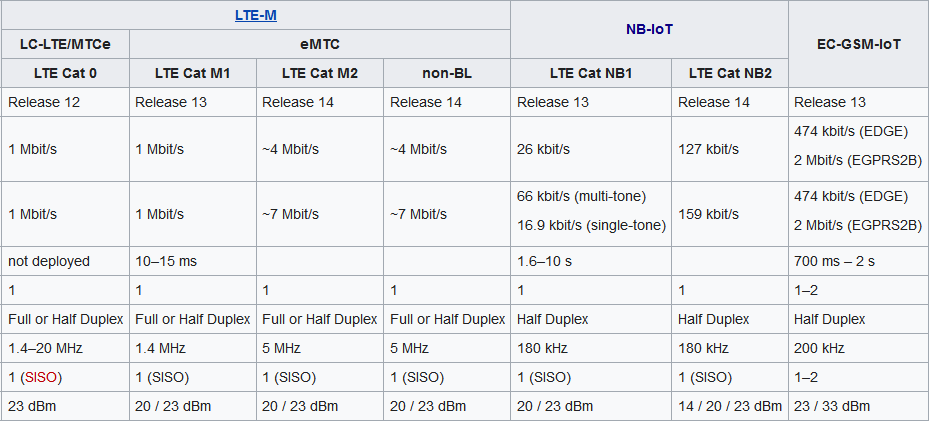 LTE-M
NB-IoT
EC-GSM-IoT
LC-LTE/MTCe eMTC
LTE Cat 0 LTE Cat M1 LTE Cat M2 non-BL LTE Cat NB1 LTE Cat NB2
Release 12 Release 13 Release 14 Release 14 Release 13 Release 14 Release 13
1 Mbit/s 1 Mbit/s ~4 Mbit/s ~4 Mbit/s 26 kbit/s 127 kbit/s 474 kbit/s (EDGE)
2 Mbit/s (EGPRS2B)
1 Mbit/s 1 Mbit/s ~7 Mbit/s ~7 Mbit/s 66 kbit/s (multi-tone) 159 kbit/s 474 kbit/s (EDGE)
16.9 kbit/s (single-tone) 2 Mbit/s (EGPRS2B)
not deployed 10–15 ms 1.6–10 s 700 ms – 2 s
1 1 1 1 1 1 1–2
Full or Half Duplex Full or Half Duplex Full or Half Duplex Full or Half Duplex Half Duplex Half Duplex Half Duplex
1.4–20 MHz 1.4 MHz 5 MHz 5 MHz 180 kHz 180 kHz 200 kHz
1 (SISO) 1 (SISO) 1 (SISO) 1 (SISO) 1 (SISO) 1 (SISO) 1–2
23 dBm 20 / 23 dBm 20 / 23 dBm 20 / 23 dBm 20 / 23 dBm 14 / 20 / 23 dBm 23 / 33 dBm